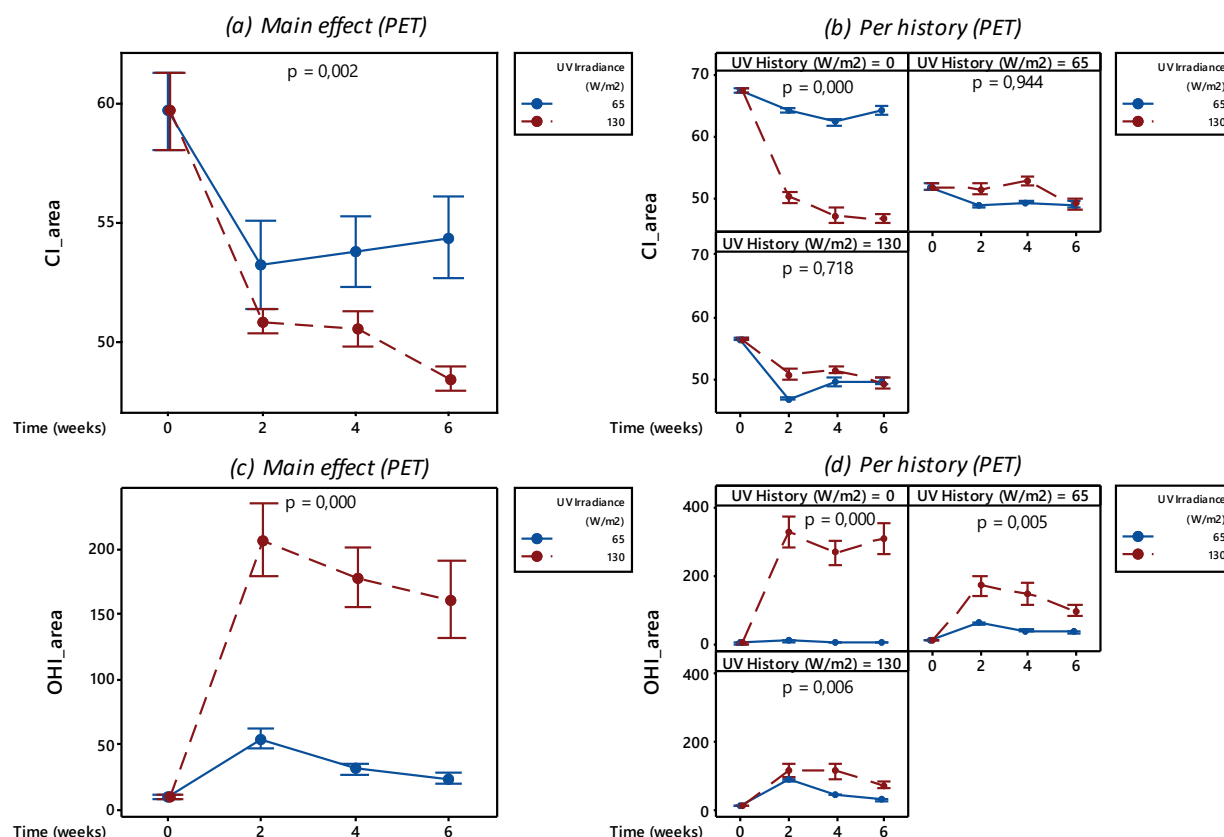 (a) Main effect (PET)
p = 0,002
UV Irradiance
(W/m2)
65
130
CI_area
60
55
50
Time (weeks)
0
2
4
6
(b) Per history (PET)
UV History (W/m2) = 0
UV History (W/m2) = 65
p = 0,000
p = 0,944
UV Irradiance
(W/m2)
65
130
CI_area
70
60
50
0
2
4
6
UV History (W/m2) = 130
p = 0,718
70
60
50
Time (weeks)
0
2
4
6
(c) Main effect (PET)
p = 0,000
UV Irradiance
(W/m2)
65
130
OHI_area
200
150
100
50
0
Time (weeks)
0
2
4
6
(d) Per history (PET)
UV History (W/m2) = 0
UV History (W/m2) = 65
p = 0,000
p = 0,005
UV Irradiance
(W/m2)
65
130
OHI_area
400
200
0
0
2
4
6
UV History (W/m2) = 130
p = 0,006
400
200
0
Time (weeks)
0
2
4
6